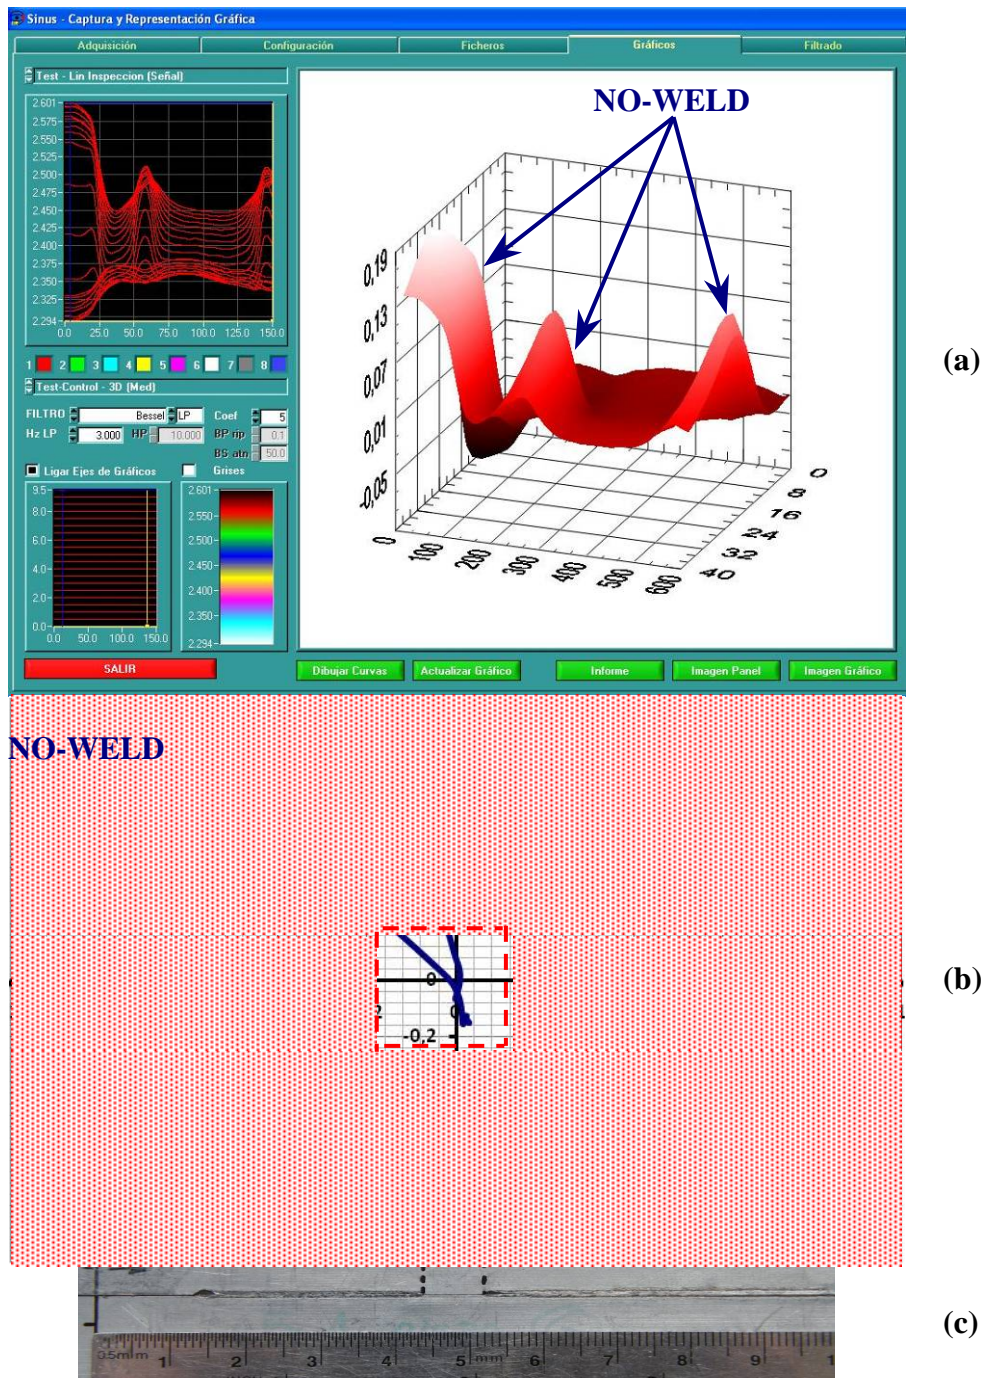 Sinus - Captura y Representación Gráfica
Adquisición Configuración Ficheros Gráficos Filtrado
Test - Lin Inspeccion (Señal)
2.601
2.575
2.550
2.525
2.500
2.475
2.450
2.425
2.400
2.375
2.350
2.325
2.294
0.0 25.0 50.0 75.0 100.0 125.0 150.0
1 2 3 4 5 6 7 8
Test-Control - 3D (Med)
FILTRO Bessel LP Coef 5
Hz LP 3.000 HP 10.000 BP rip 0.1
BS atn 50.0
Ligar Ejes de Gráficos Grises
9.5
8.0
6.0
4.0
2.0
0.0
0.0 50.0 100.0 150.0
2.601
2.550
2.500
2.450
2.400
2.350
2.294
SALIR
NO-WELD
0,19
0,13
0,07
0,01
-0,05
0 100 200 300 400 500 600
0
8
16
24
32
40
Dibujar Curvas Actualizar Gráfico Informe Imagen Panel Imagen Gráfico
(a)
NO-WELD
0
-0,2
(b)
0.5mm 1 2 3 4 5 mm 6 7 8 9 1
(c)